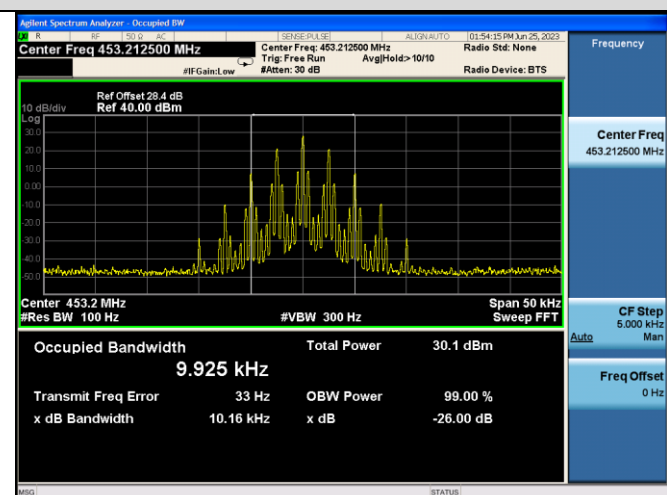 Agilent Spectrum Analyzer - Occupied BW
R RF 50 Ω AC SENSE:PULSE ALIGN AUTO 01:54:15 PM Jun 25, 2023
Center Freq 453.212500 MHz Center Freq: 453.212500 MHz Radio Std: None Frequency
Trig: Free Run Avg|Hold:> 10/10
#IFGain:Low #Atten: 30 dB Radio Device: BTS
Ref Offset 28.4 dB
10 dB/div Ref 40.00 dBm
Log
30.0
20.0
10.0
0.00
-10.0
-20.0
-30.0
-40.0
-50.0
Center Freq
453.212500 MHz
Center 453.2 MHz Span 50 kHz
#Res BW 100 Hz #VBW 300 Hz Sweep FFT
CF Step
5.000 kHz
Auto Man
Occupied Bandwidth Total Power 30.1 dBm
9.925 kHz
Transmit Freq Error 33 Hz OBW Power 99.00 %
x dB Bandwidth 10.16 kHz x dB -26.00 dB
Freq Offset
0 Hz
MSG STATUS